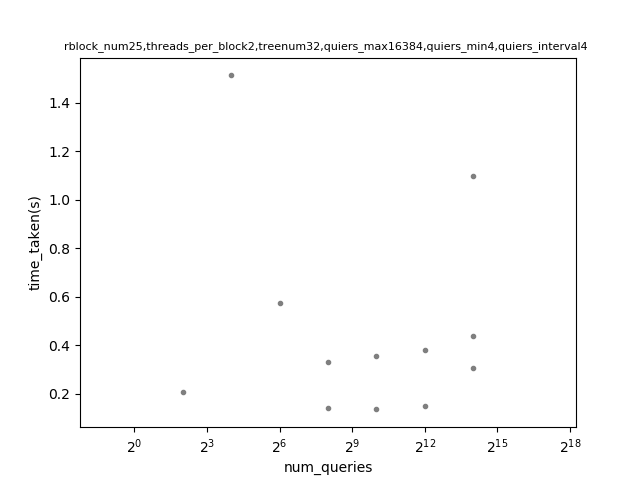 rblock_num25,threads_per_block2,treenum32,quiers_max16384,quiers_min4,quiers_interval4
1.4
1.2
1.0
0.8
0.6
0.4
0.2
time_taken(s)
2^0 2^3 2^6 2^9 2^12 2^15 2^18
num_queries